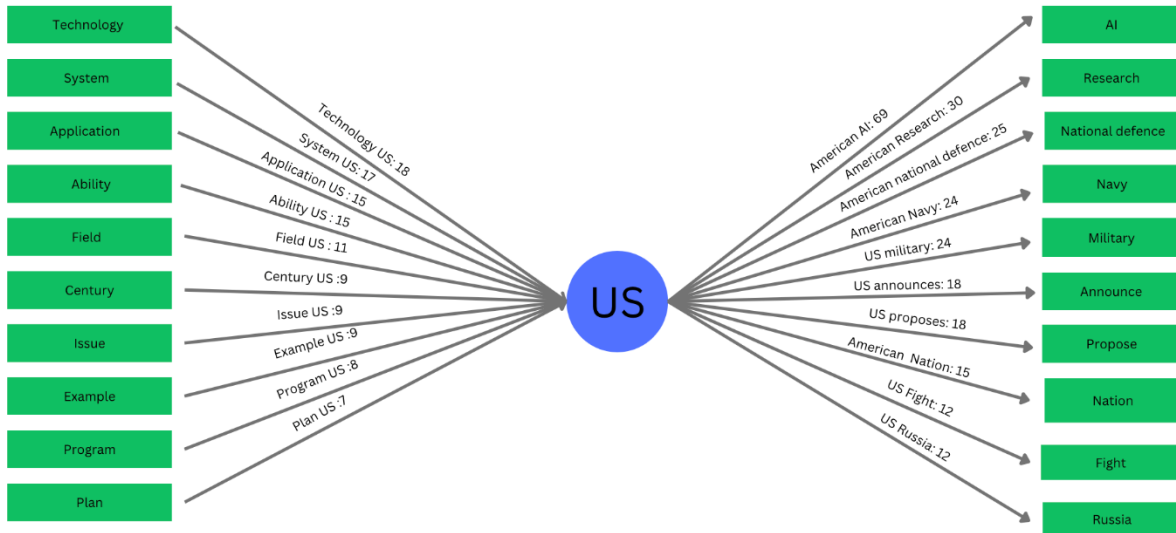 Technology
System
Application
Ability
Field
Century
Issue
Example
Program
Plan
Technology US: 18
System US: 17
Application US : 15
Ability US : 15
Field US : 11
Century US :9
Issue US :9
Example US :9
Program US :8
Plan US :7
US
American AI: 69
American Research: 30
American national defence: 25
American Navy: 24
US military: 24
US announces: 18
US proposes: 18
American Nation: 15
US Fight: 12
US Russia: 12
AI
Research
National defence
Navy
Military
Announce
Propose
Nation
Fight
Russia